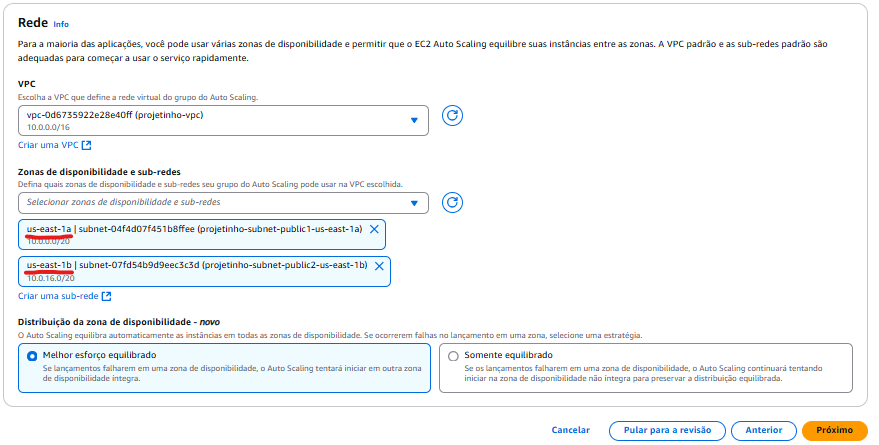 Rede Info
Para a maioria das aplicações, você pode usar várias zonas de disponibilidade e permitir que o EC2 Auto Scaling equilibre suas instâncias entre as zonas. A VPC padrão e as sub-redes padrão são
adequadas para começar a usar o serviço rapidamente.
VPC
Escolha a VPC que define a rede virtual do grupo do Auto Scaling.
vpc-0d6735922e28e40ff (projetinho-vpc)
10.0.0.0/16
Criar uma VPC
Zonas de disponibilidade e sub-redes
Defina quais zonas de disponibilidade e sub-redes seu grupo do Auto Scaling pode usar na VPC escolhida.
Selecionar zonas de disponibilidade e sub-redes
us-east-1a | subnet-04f4d07f451b8ffee (projetinho-subnet-public1-us-east-1a)
10.0.0.0/20
us-east-1b | subnet-07fd54b9d9eec3c3d (projetinho-subnet-public2-us-east-1b)
10.0.16.0/20
Criar uma sub-rede
Distribuição da zona de disponibilidade - novo
O Auto Scaling equilibra automaticamente as instâncias em todas as zonas de disponibilidade. Se ocorrerem falhas no lançamento em uma zona, selecione uma estratégia.
Melhor esforço equilibrado
Se lançamentos falharem em uma zona de disponibilidade, o Auto Scaling tentará iniciar em outra zona
de disponibilidade íntegra.
Somente equilibrado
Se os lançamentos falharem em uma zona de disponibilidade, o Auto Scaling continuará tentando
iniciar na zona de disponibilidade não íntegra para preservar a distribuição equilibrada.
Cancelar
Pular para a revisão
Anterior
Próximo